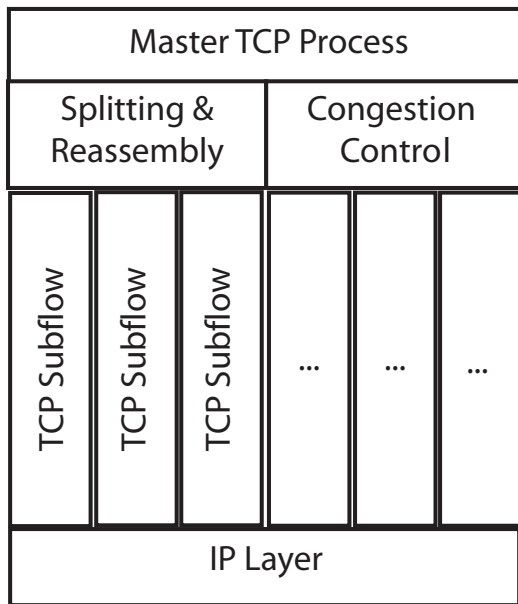 Master TCP Process
Splitting &
Reassembly
Congestion
Control
TCP Subflow
TCP Subflow
TCP Subflow
...
...
...
IP Layer